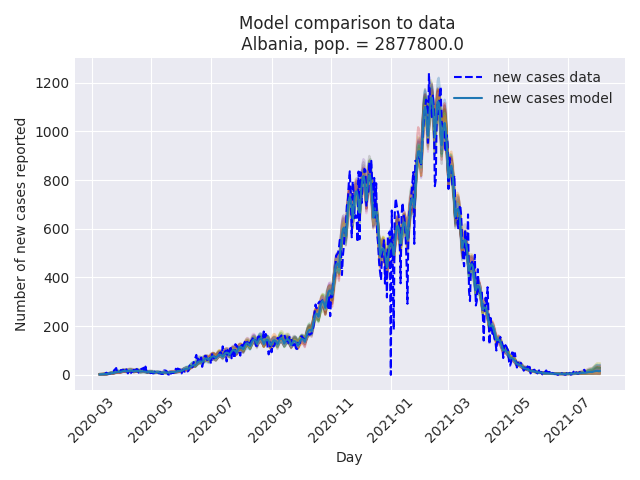 Model comparison to data
Albania, pop. = 2877800.0
new cases data
new cases model
Number of new cases reported
1200
1000
800
600
400
200
0
2020-03
2020-05
2020-07
2020-09
2020-11
2021-01
2021-03
2021-05
2021-07
Day